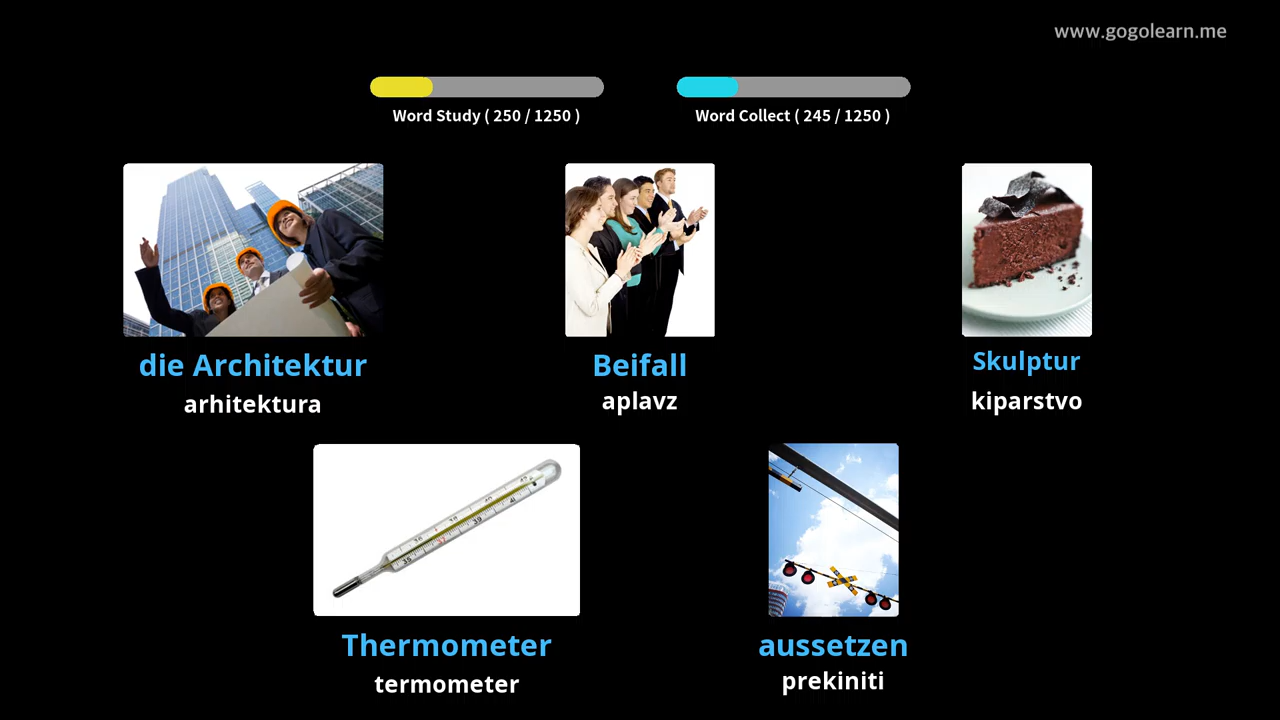 www.gogolearn.me
Word Study ( 250 / 1250 )
Word Collect ( 245 / 1250 )
die Architektur
arhitektura
Beifall
aplavz
Skulptur
kiparstvo
Thermometer
termometer
aussetzen
prekiniti